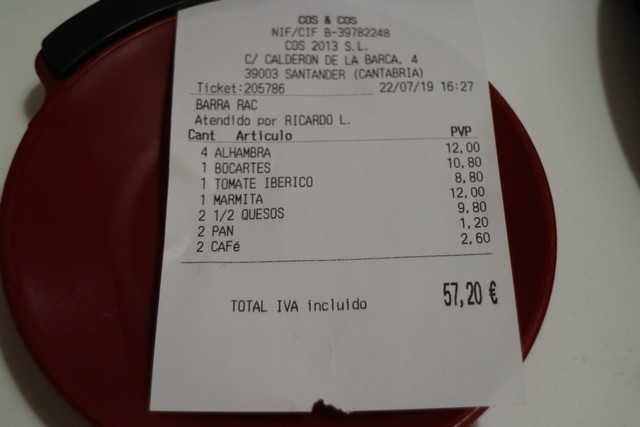 COS & COS
NIF/CIF B-39782248
COS 2013 S.L.
C/ CALDERON DE LA BARCA, 4
39003 SANTANDER (CANTABRIA)
Ticket:205786 22/07/19 16:27
BARRA RAC
Atendido por RICARDO L.
Cant Artículo PVP
4 ALHAMBRA 12,00
1 BOCARTES 10,80
1 TOMATE IBERICO 8,80
1 MARMITA 12,00
2 1/2 QUESOS 9,80
2 PAN 1,20
2 CAFé 2,60
TOTAL IVA incluido 57,20 €